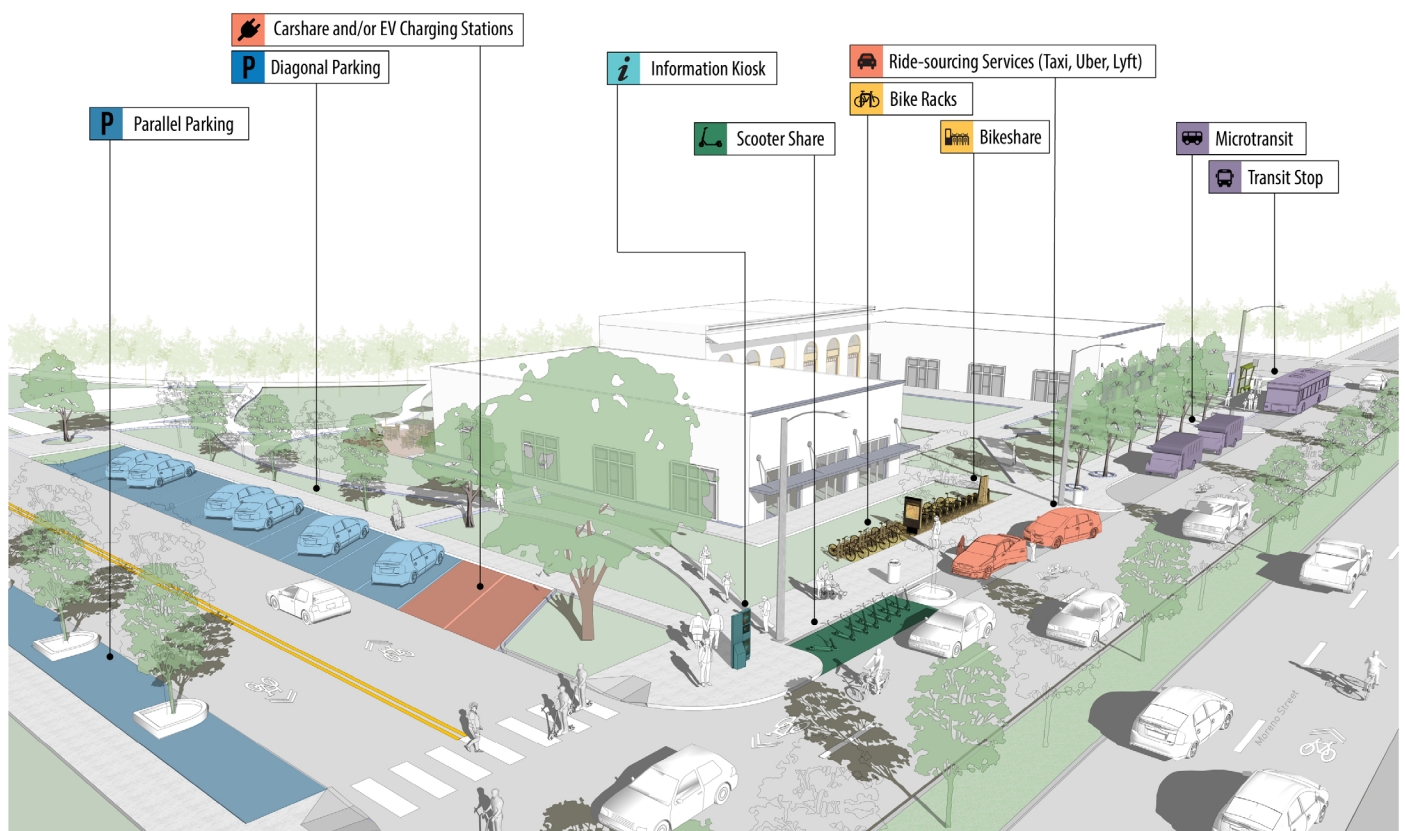 Carshare and/or EV Charging Stations
P Diagonal Parking
P Parallel Parking
i Information Kiosk
Ride-sourcing Services (Taxi, Uber, Lyft)
Bike Racks
Scooter Share
Bikeshare
Microtransit
Transit Stop
Moreno Street